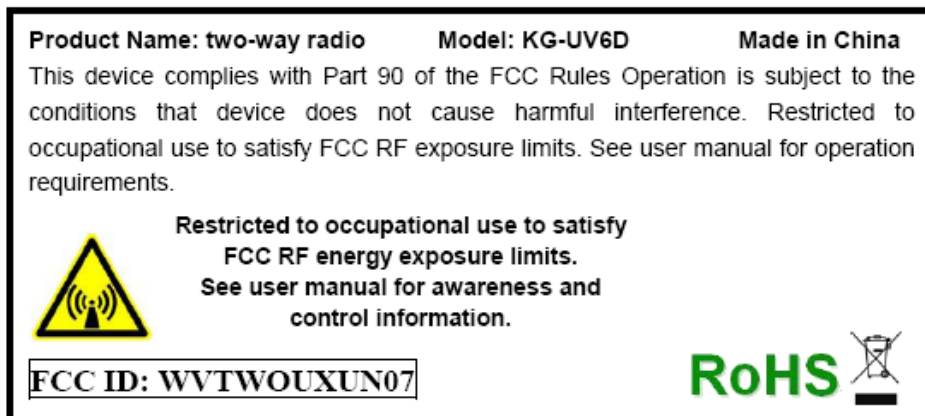 Product Name: two-way radio Model: KG-UV6D Made in China
This device complies with Part 90 of the FCC Rules Operation is subject to the
conditions that device does not cause harmful interference. Restricted to
occupational use to satisfy FCC RF exposure limits. See user manual for operation
requirements.
Restricted to occupational use to satisfy
FCC RF energy exposure limits.
See user manual for awareness and
control information.
FCC ID: WVTWOUXUN07
RoHS